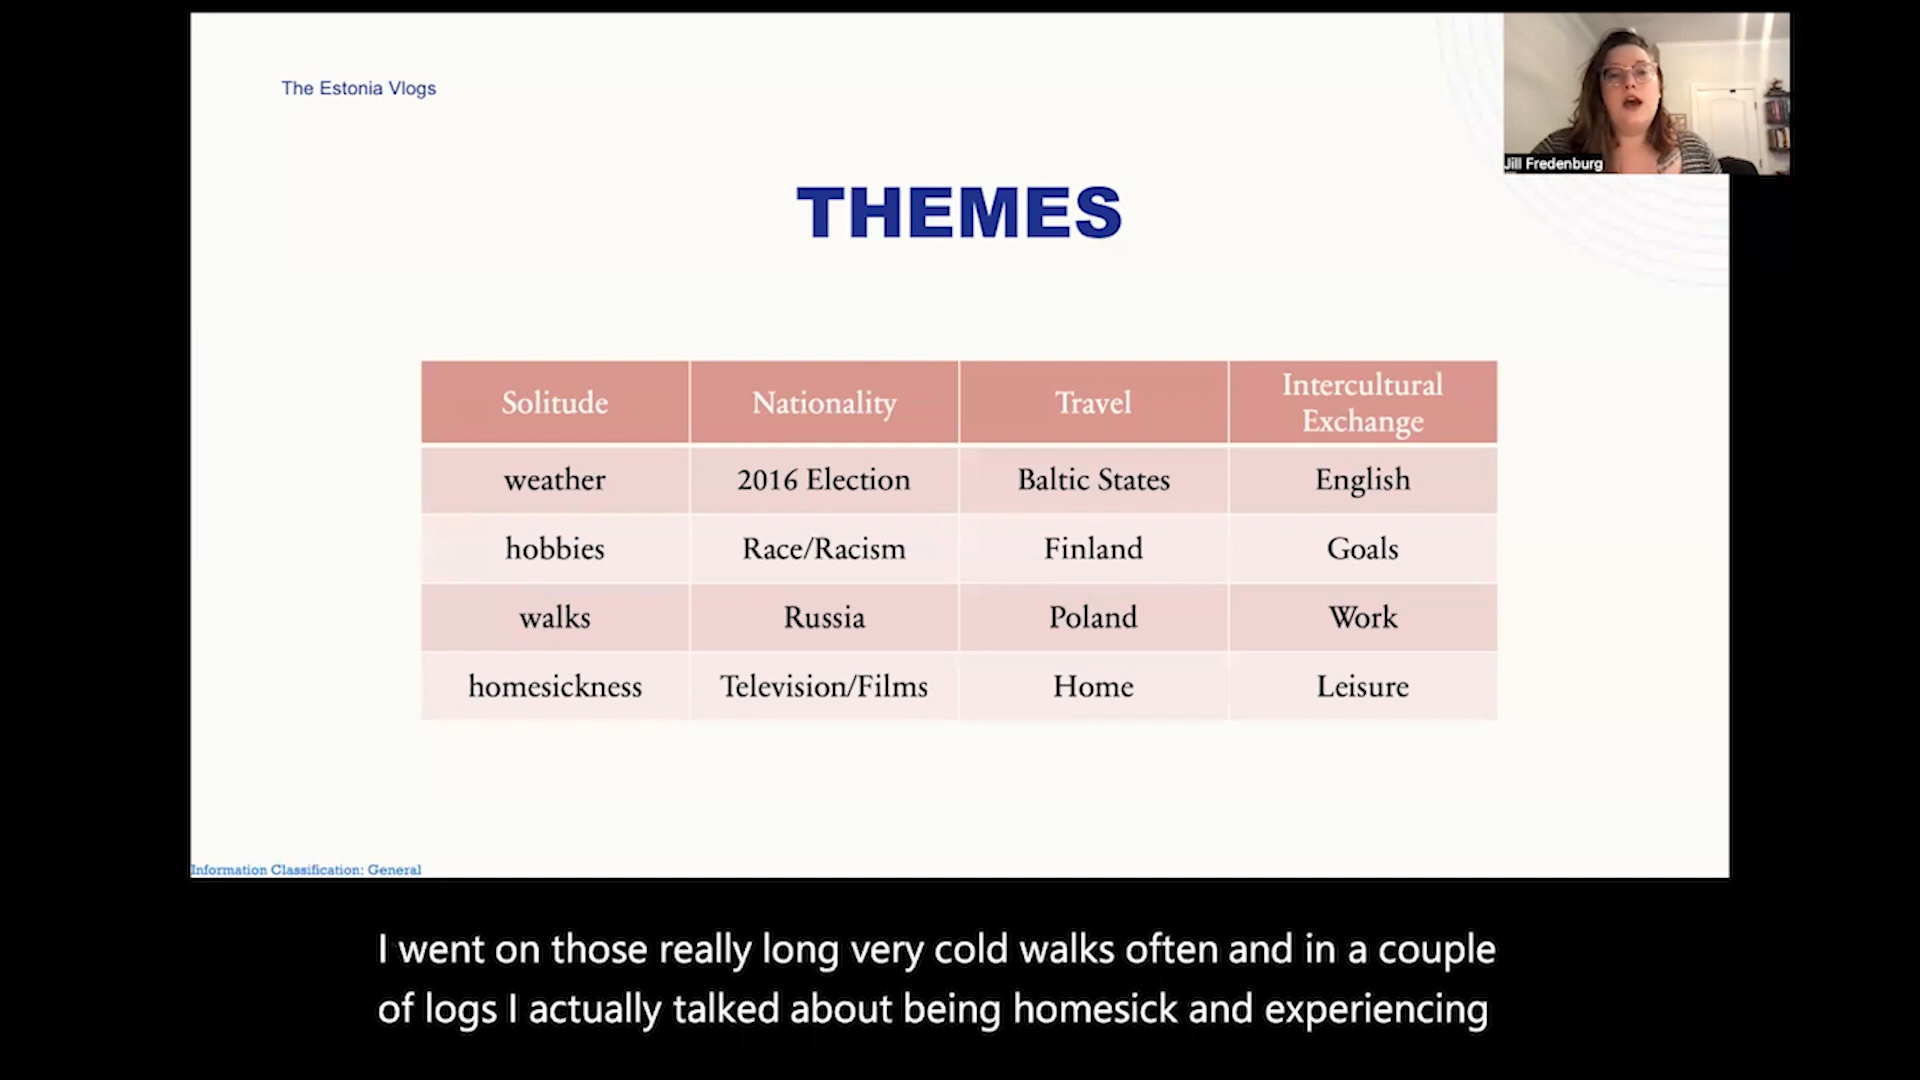 The Estonia Vlogs
Jill Fredenburg
THEMES
Solitude Nationality Travel Intercultural Exchange
weather 2016 Election Baltic States English
hobbies Race/Racism Finland Goals
walks Russia Poland Work
homesickness Television/Films Home Leisure
Information Classification: General
I went on those really long very cold walks often and in a couple
of logs I actually talked about being homesick and experiencing